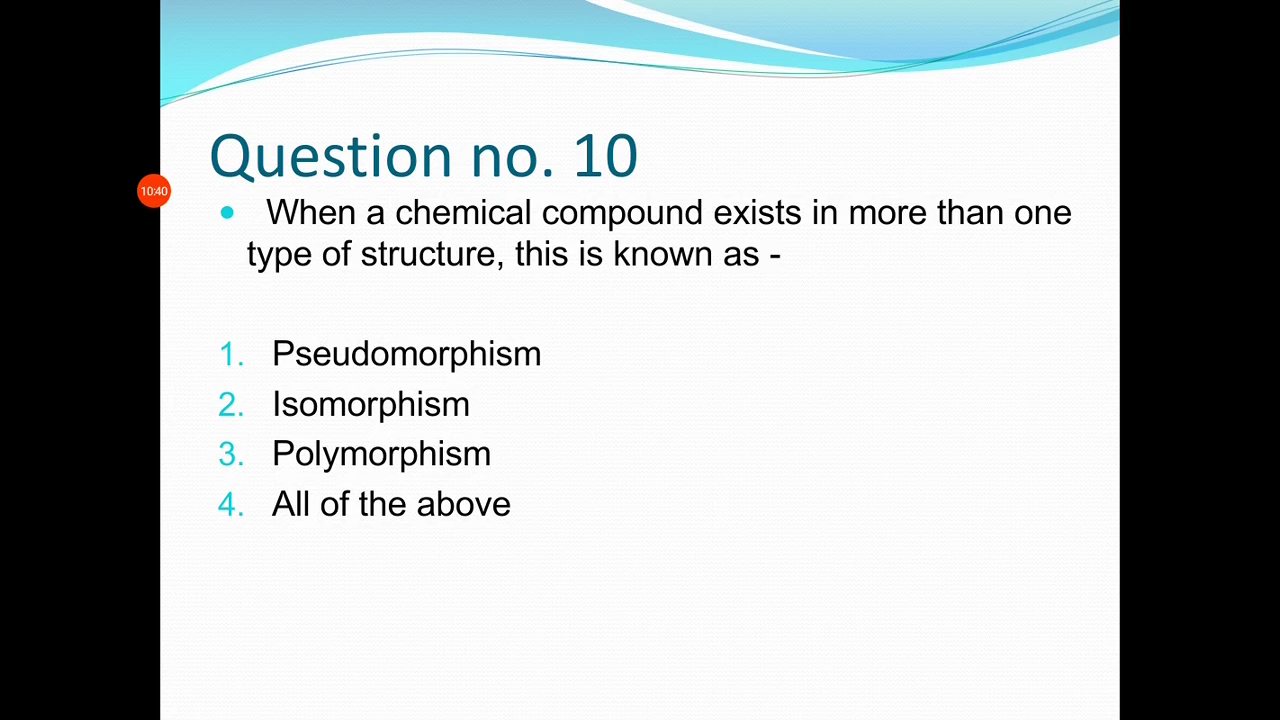 Question no. 10
10:40
• When a chemical compound exists in more than one
type of structure, this is known as -
1. Pseudomorphism
2. Isomorphism
3. Polymorphism
4. All of the above